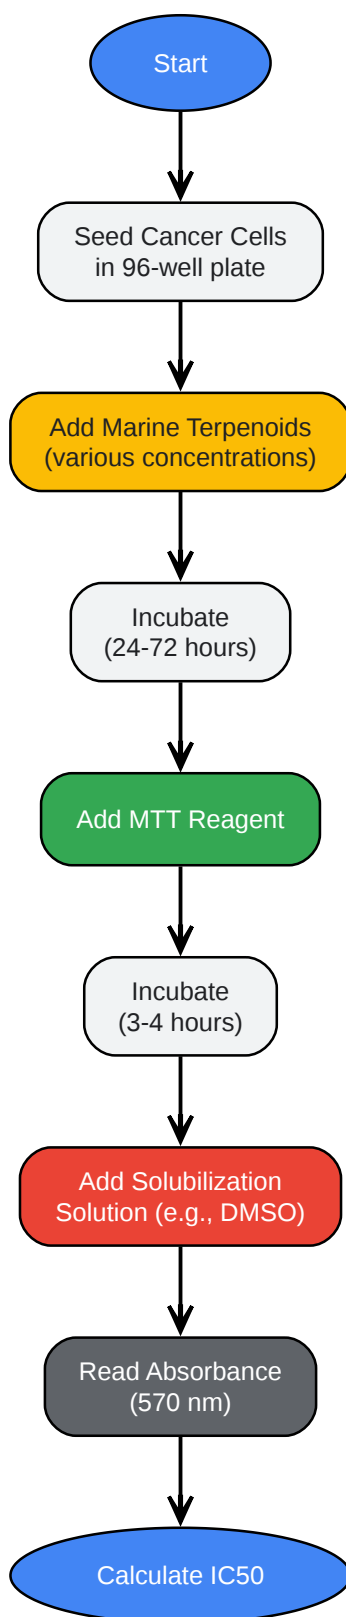 Start
Seed Cancer Cells
in 96-well plate
Add Marine Terpenoids
(various concentrations)
Incubate
(24-72 hours)
Add MTT Reagent
Incubate
(3-4 hours)
Add Solubilization
Solution (e.g., DMSO)
Read Absorbance
(570 nm)
Calculate IC50